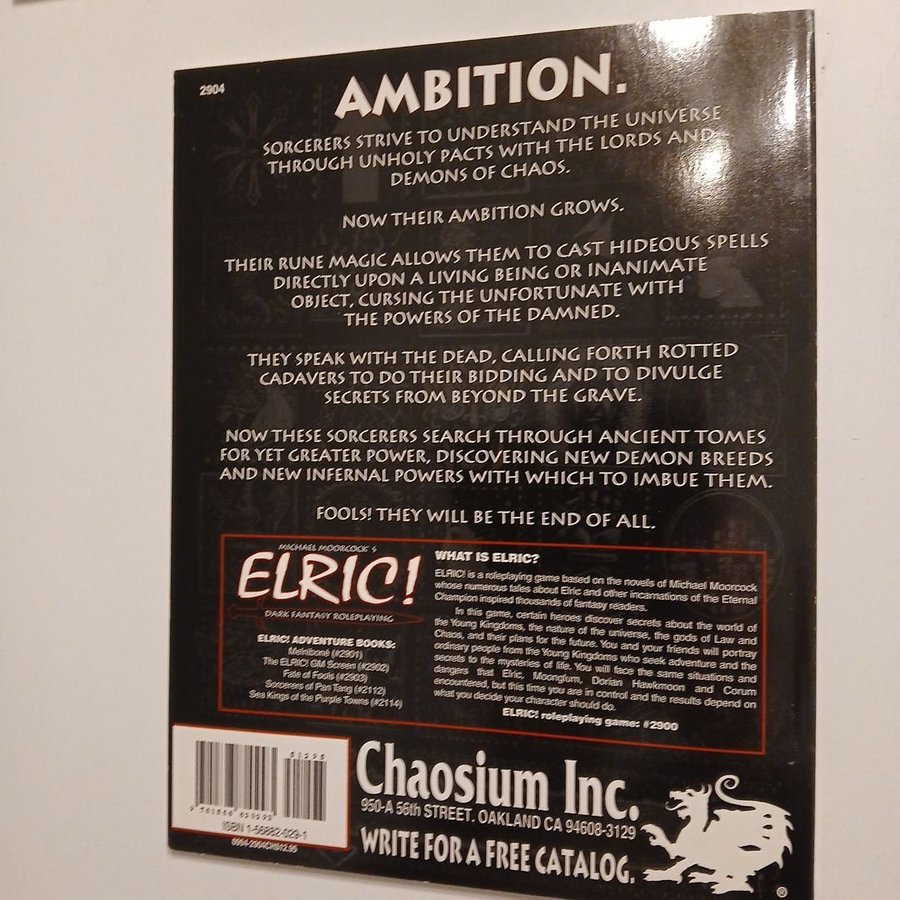 2904
AMBITION.
SORCERERS STRIVE TO UNDERSTAND THE UNIVERSE
THROUGH UNHOLY PACTS WITH THE LORDS AND
DEMONS OF CHAOS.
NOW THEIR AMBITION GROWS.
THEIR RUNE MAGIC ALLOWS THEM TO CAST HIDEOUS SPELLS
DIRECTLY UPON A LIVING BEING OR INANIMATE
OBJECT, CURSING THE UNFORTUNATE WITH
THE POWERS OF THE DAMNED.
THEY SPEAK WITH THE DEAD, CALLING FORTH ROTTED
CADAVERS TO DO THEIR BIDDING AND TO DIVULGE
SECRETS FROM BEYOND THE GRAVE.
NOW THESE SORCERERS SEARCH THROUGH ANCIENT TOMES
FOR YET GREATER POWER, DISCOVERING NEW DEMON BREEDS
AND NEW INFERNAL POWERS WITH WHICH TO IMBUE THEM.
FOOLS! THEY WILL BE THE END OF ALL.
MICHAEL MOORCOCK'S
ELRIC!
DARK FANTASY ROLEPLAYING
ELRIC! ADVENTURE BOOKS:
Melniboné (#2901)
The ELRIC! GM Screen (#2902)
Fate of Fools (#2903)
Sorcerers of Pan Tang (#2112)
Sea Kings of the Purple Towns (#2114)
WHAT IS ELRIC?
ELRIC! is a roleplaying game based on the novels of Michael Moorcock
whose numerous tales about Elric and other incarnations of the Eternal
Champion inspired thousands of fantasy readers.
In this game, certain heroes discover secrets about the world of
the Young Kingdoms, the nature of the universe, the gods of Law and
Chaos, and their plans for the future. You and your friends will portray
ordinary people from the Young Kingdoms who seek adventure and the
secrets to the mysteries of life. You will face the same situations and
dangers that Elric, Moonglum, Dorian Hawkmoon and Corum
encountered, but this time you are in control and the results depend on
what you decide your character should do.
ELRIC! roleplaying game: #2900
51295
ISBN 1-56882-029-1
Chaosium Inc.
950-A 56th STREET, OAKLAND CA 94608-3129
WRITE FOR A FREE CATALOG.
®